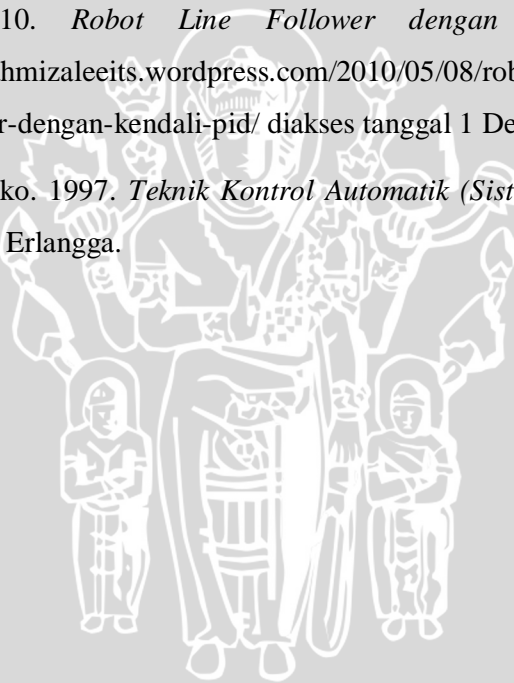 10. Robot Line Follower dengan
hmizaleeits.wordpress.com/2010/05/08/rob
r-dengan-kendali-pid/ diakses tanggal 1 De
ko. 1997. Teknik Kontrol Automatik (Sist
Erlangga.